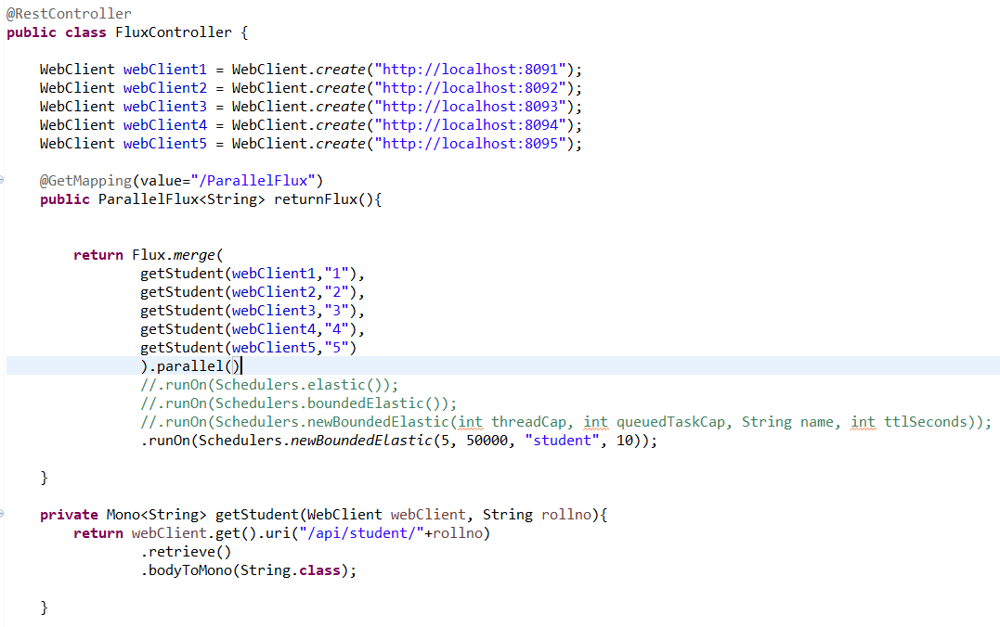 @RestController
public class FluxController {
WebClient webClient1 = WebClient.create("http://localhost:8091");
WebClient webClient2 = WebClient.create("http://localhost:8092");
WebClient webClient3 = WebClient.create("http://localhost:8093");
WebClient webClient4 = WebClient.create("http://localhost:8094");
WebClient webClient5 = WebClient.create("http://localhost:8095");
@GetMapping(value="/ParallelFlux")
public ParallelFlux<String> returnFlux(){
return Flux.merge(
getStudent(webClient1,"1"),
getStudent(webClient2,"2"),
getStudent(webClient3,"3"),
getStudent(webClient4,"4"),
getStudent(webClient5,"5")
).parallel()
//.runOn(Schedulers.elastic());
//.runOn(Schedulers.boundedElastic());
//.runOn(Schedulers.newBoundedElastic(int threadCap, int queuedTaskCap, String name, int ttlSeconds));
.runOn(Schedulers.newBoundedElastic(5, 50000, "student", 10));
}
private Mono<String> getStudent(WebClient webClient, String rollno){
return webClient.get().uri("/api/student/"+rollno)
.retrieve()
.bodyToMono(String.class);
}